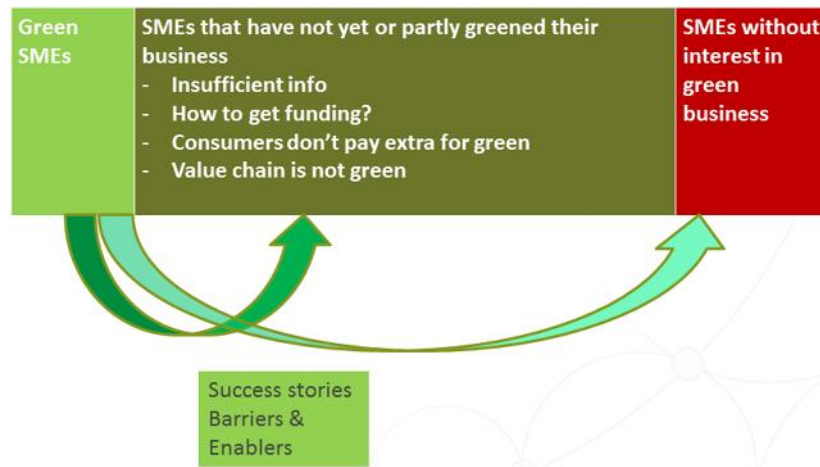 Green
SMEs
SMEs that have not yet or partly greened their
business
- Insufficient info
- How to get funding?
- Consumers don't pay extra for green
- Value chain is not green
SMEs without
interest in
green
business
Success stories
Barriers &
Enablers